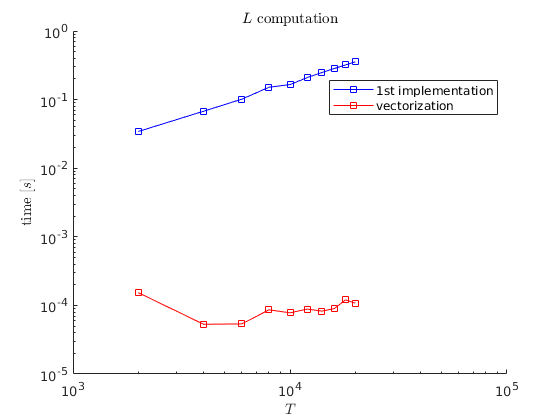 L computation
10^0
10^-1
10^-2
10^-3
10^-4
10^-5
time [s]
1st implementation
vectorization
10^3
10^4
10^5
T